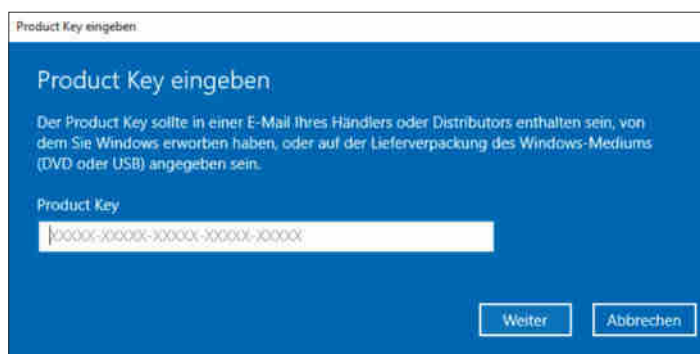 Product Key eingeben
Product Key eingeben
Der Product Key sollte in einer E-Mail Ihres Händlers oder Distributors enthalten sein, von
dem Sie Windows erworben haben, oder auf der Lieferverpackung des Windows-Mediums
(DVD oder USB) angegeben sein.
Product Key
XXXXX-XXXXX-XXXXX-XXXXX-XXXXX
Weiter Abbrechen